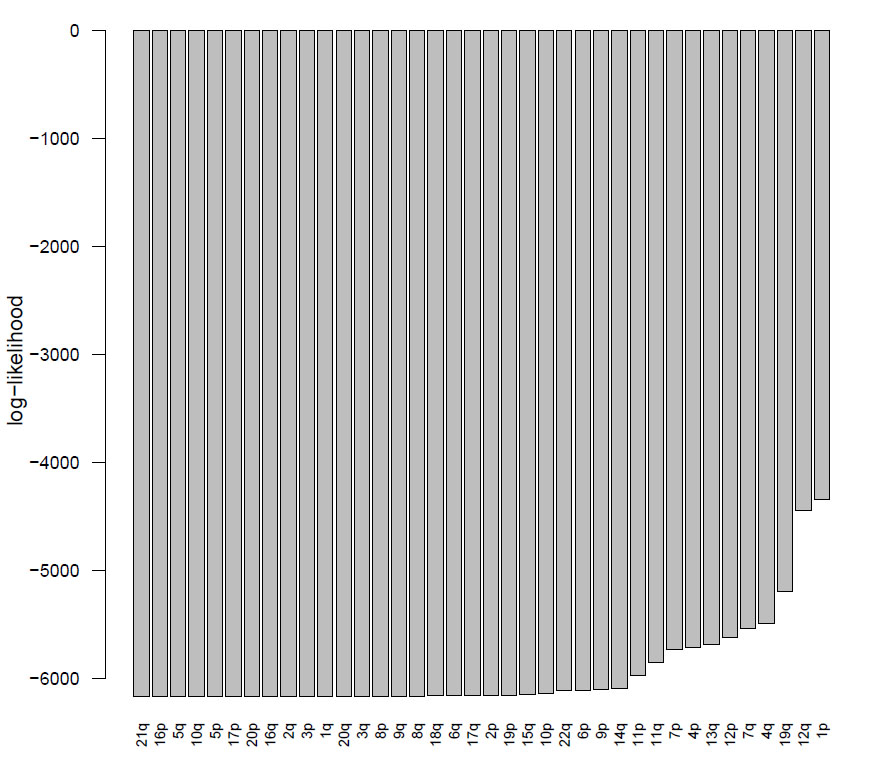 0
−1000
−2000
−3000
−4000
−5000
−6000
log−likelihood
21q
16p
5q
10q
5p
17p
20p
16q
2q
3p
1q
20q
3q
8p
9q
8q
18q
6q
17q
2p
19p
15q
10p
22q
6p
9p
14q
11p
11q
7p
4p
13q
12p
7q
4q
19q
12q
1p